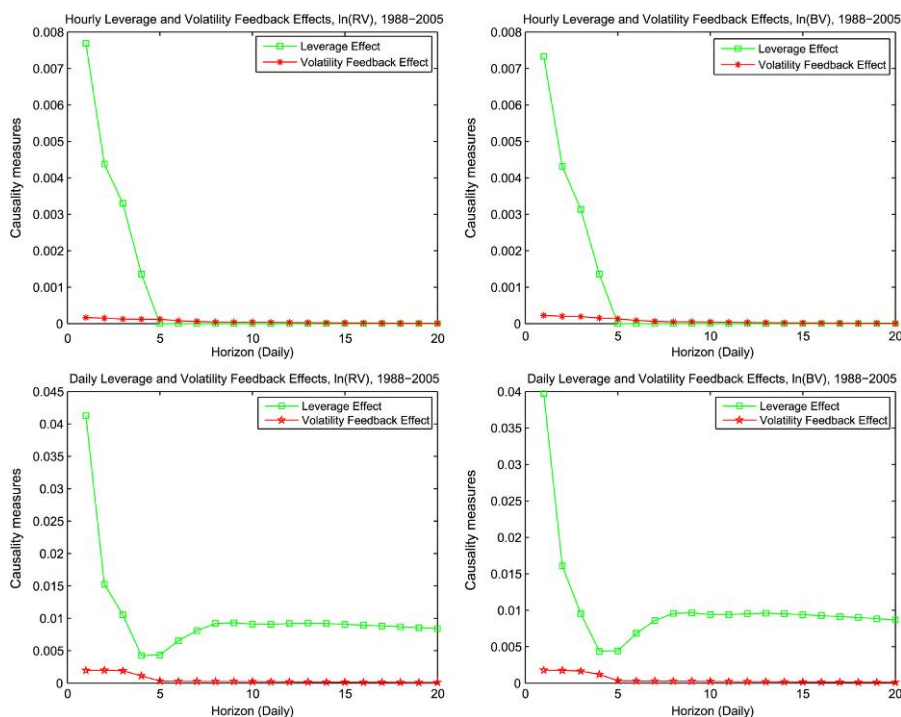 Hourly Leverage and Volatility Feedback Effects, ln(RV), 1988−2005
0.008
0.007
0.006
0.005
0.004
0.003
0.002
0.001
0
Causality measures
Leverage Effect
Volatility Feedback Effect
0 5 10 15 20
Horizon (Daily)
Hourly Leverage and Volatility Feedback Effects, ln(BV), 1988−2005
0.008
0.007
0.006
0.005
0.004
0.003
0.002
0.001
0
Causality measures
Leverage Effect
Volatility Feedback Effect
0 5 10 15 20
Horizon (Daily)
Daily Leverage and Volatility Feedback Effects, ln(RV), 1988−2005
0.045
0.04
0.035
0.03
0.025
0.02
0.015
0.01
0.005
0
Causality measures
Leverage Effect
Volatility Feedback Effect
0 5 10 15 20
Horizon (Daily)
Daily Leverage and Volatility Feedback Effects, ln(BV), 1988−2005
0.04
0.035
0.03
0.025
0.02
0.015
0.01
0.005
0
Causality measures
Leverage Effect
Volatility Feedback Effect
0 5 10 15 20
Horizon (Daily)